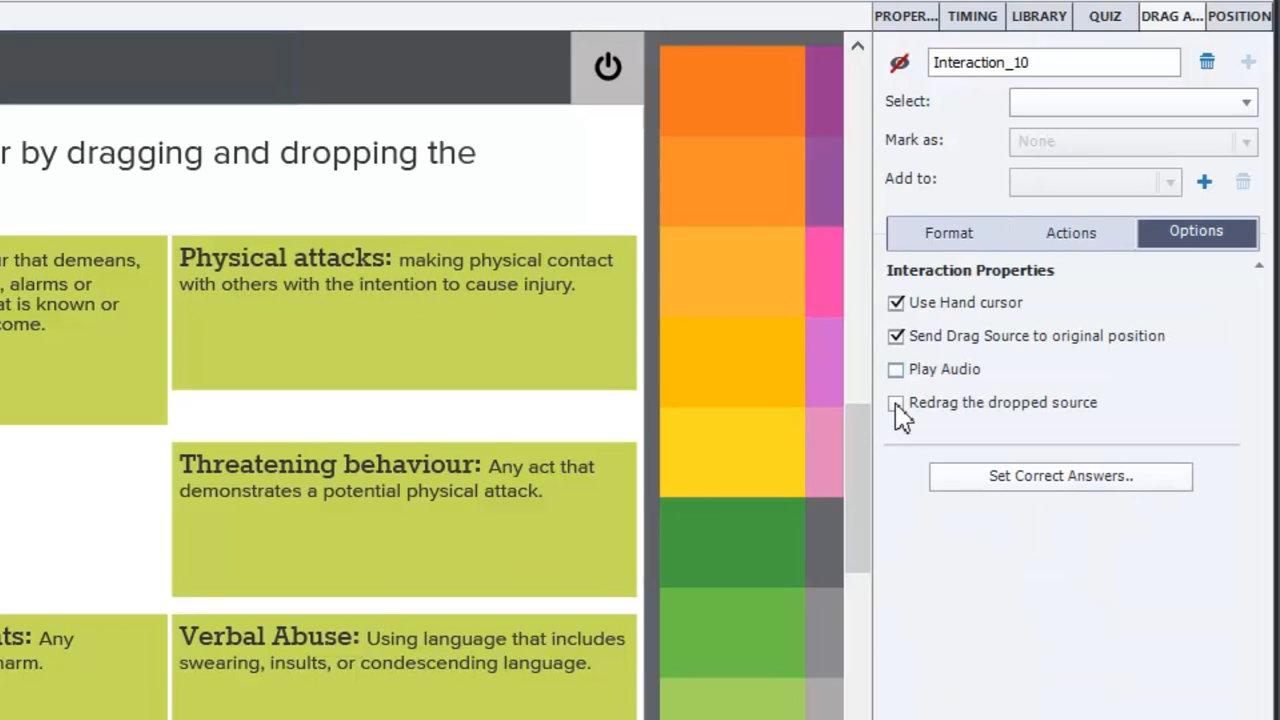 PROPER... TIMING LIBRARY QUIZ DRAG A... POSITION
Interaction_10
Select:
Mark as: None
Add to:
Format Actions Options
Interaction Properties
Use Hand cursor
Send Drag Source to original position
Play Audio
Redrag the dropped source
Set Correct Answers..
r by dragging and dropping the
r that demeans,
, alarms or
at is known or
come.
Physical attacks: making physical contact
with others with the intention to cause injury.
Threatening behaviour: Any act that
demonstrates a potential physical attack.
ts: Any
harm.
Verbal Abuse: Using language that includes
swearing, insults, or condescending language.